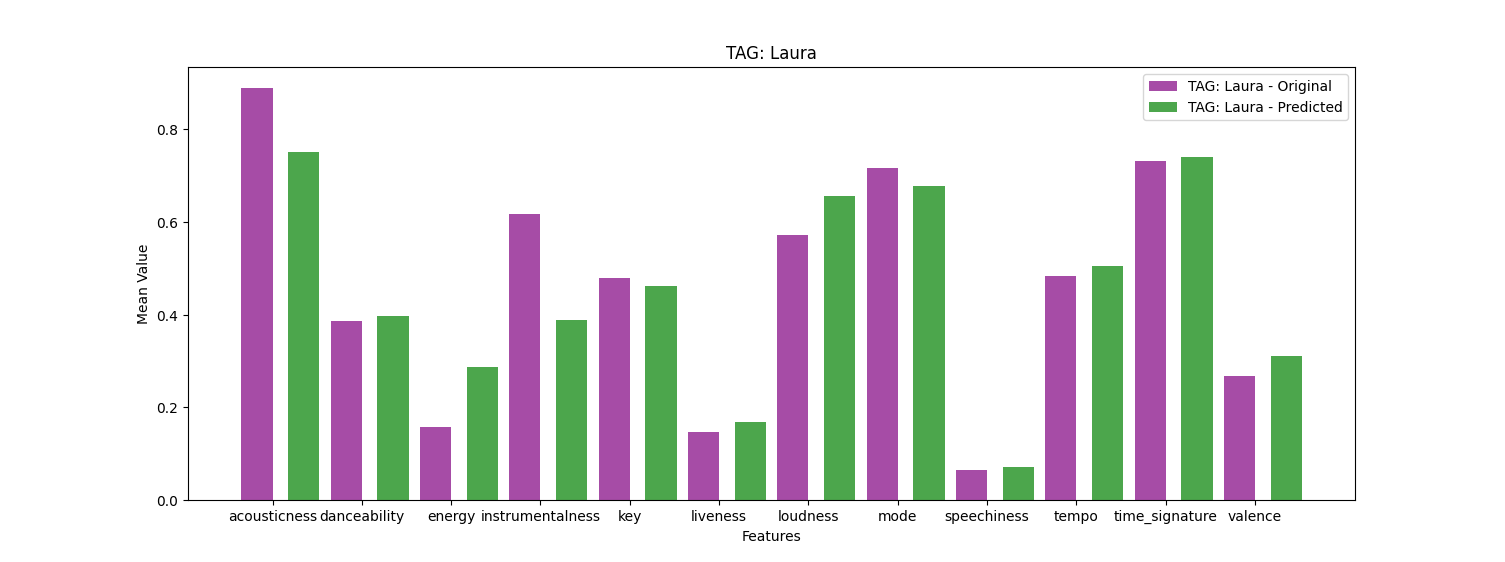 TAG: Laura
TAG: Laura - Original
TAG: Laura - Predicted
Mean Value
0.8
0.6
0.4
0.2
0.0
acousticness danceability energy instrumentalness key liveness loudness mode speechiness tempo time_signature valence
Features